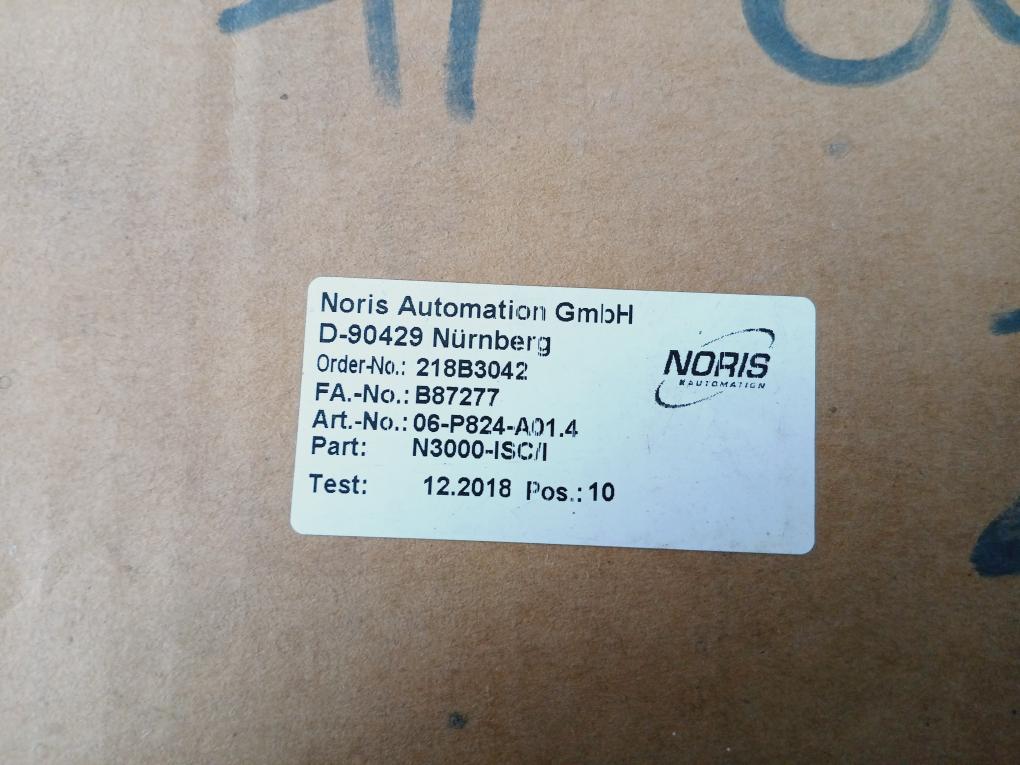 Noris Automation GmbH
D-90429 Nürnberg
Order-No.: 218B3042
FA.-No.: B87277
Art.-No.: 06-P824-A01.4
Part: N3000-ISC/I
Test: 12.2018 Pos.: 10
NORIS
AUTOMATION